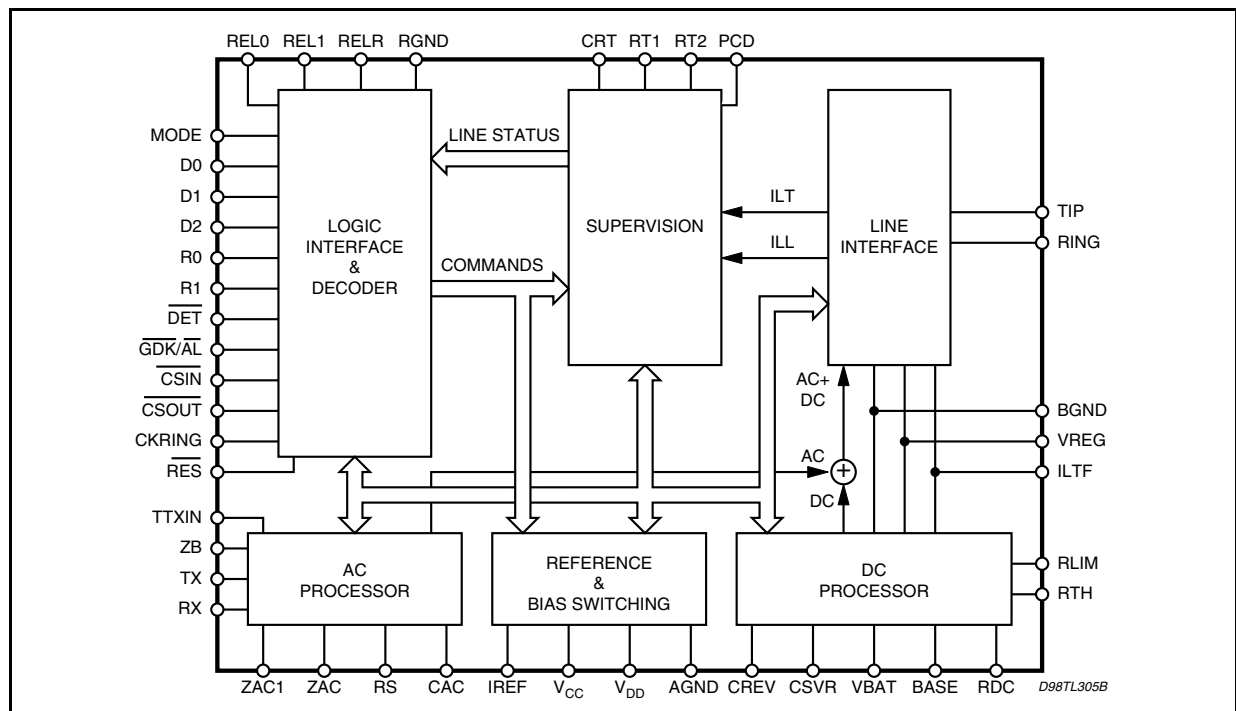 REL0 REL1 RELR RGND CRT RT1 RT2 PCD
MODE
D0
D1
D2
R0
R1
DET
GDK/AL
CSIN
CSOUT
CKRING
RES
TTXIN
ZB
TX
RX
LOGIC
INTERFACE
&
DECODER
LINE STATUS
COMMANDS
SUPERVISION
ILT
ILL
LINE
INTERFACE
TIP
RING
AC+
DC
AC
+
DC
BGND
VREG
ILTF
AC
PROCESSOR
REFERENCE
&
BIAS SWITCHING
DC
PROCESSOR
RLIM
RTH
ZAC1 ZAC RS CAC IREF VCC VDD AGND CREV CSVR VBAT BASE RDC
D98TL305B